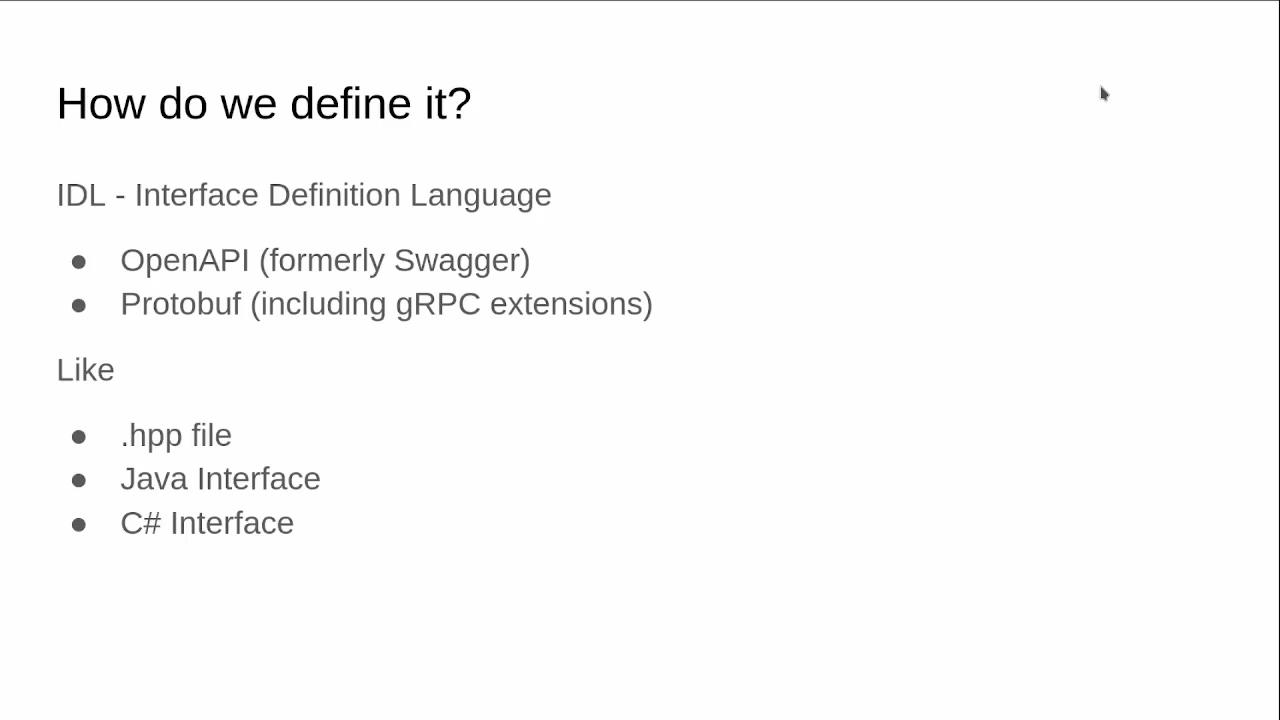 How do we define it?
IDL - Interface Definition Language
● OpenAPI (formerly Swagger)
● Protobuf (including gRPC extensions)
Like
● .hpp file
● Java Interface
● C# Interface